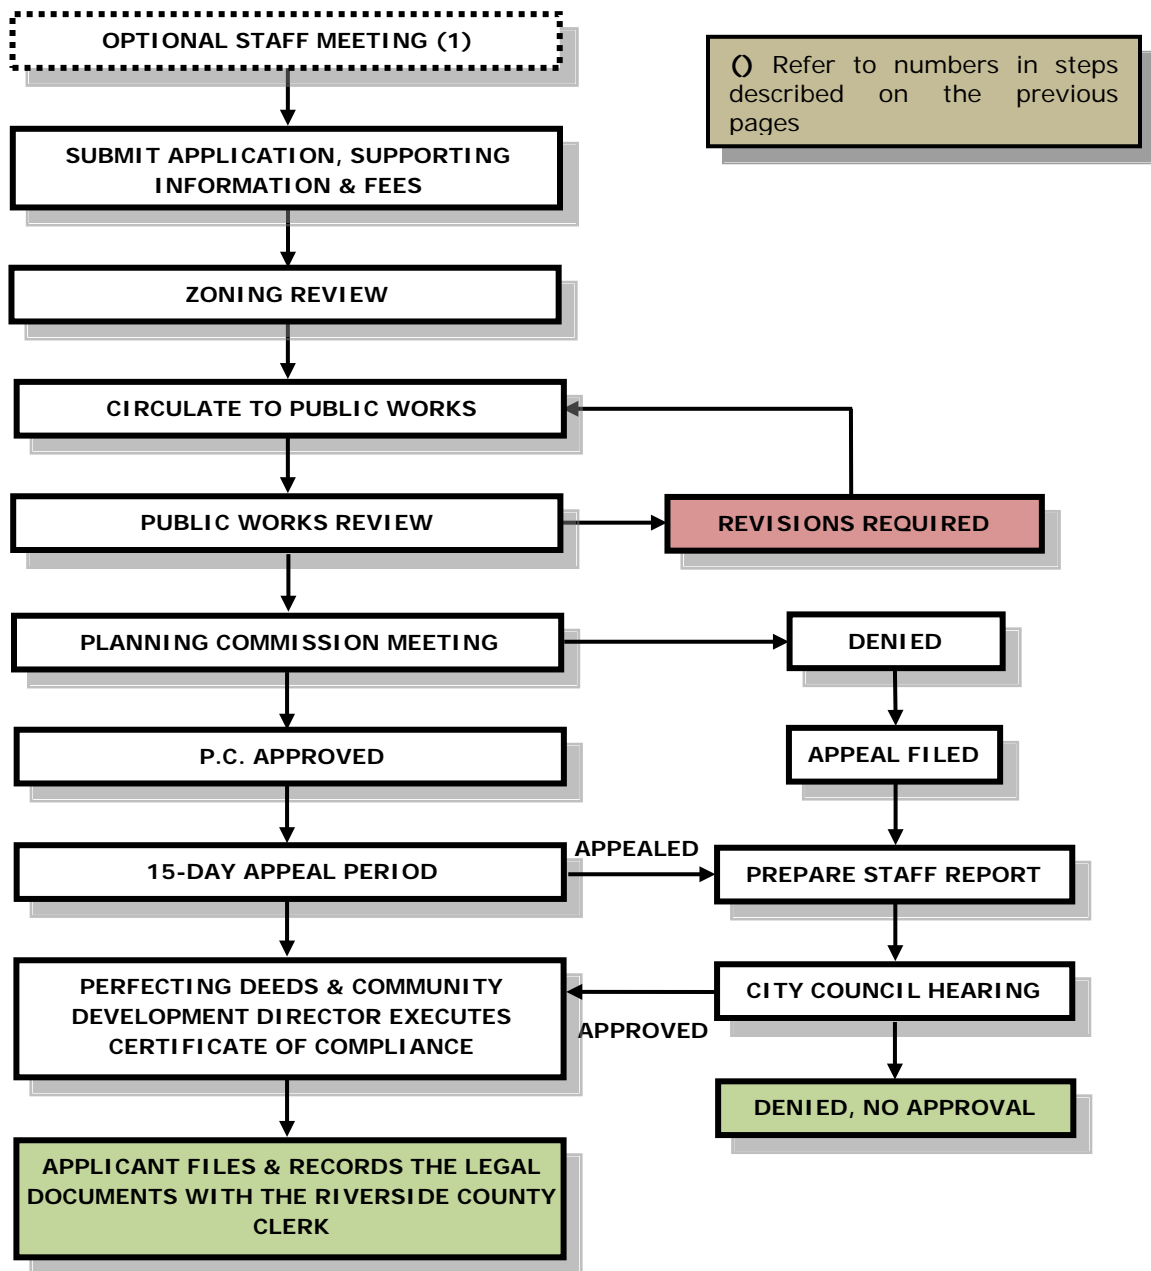 OPTIONAL STAFF MEETING (1)
() Refer to numbers in steps
described on the previous
pages
SUBMIT APPLICATION, SUPPORTING
INFORMATION & FEES
ZONING REVIEW
CIRCULATE TO PUBLIC WORKS
PUBLIC WORKS REVIEW
REVISIONS REQUIRED
PLANNING COMMISSION MEETING
DENIED
P.C. APPROVED
APPEAL FILED
15-DAY APPEAL PERIOD
APPEALED
PREPARE STAFF REPORT
PERFECTING DEEDS & COMMUNITY
DEVELOPMENT DIRECTOR EXECUTES
CERTIFICATE OF COMPLIANCE
APPROVED
CITY COUNCIL HEARING
DENIED, NO APPROVAL
APPLICANT FILES & RECORDS THE LEGAL
DOCUMENTS WITH THE RIVERSIDE COUNTY
CLERK